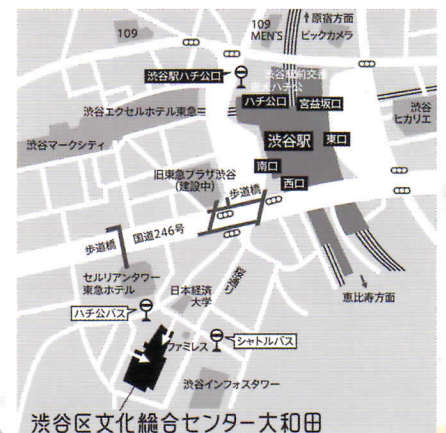 ↑原宿方面
109
109
MEN'S
ビックカメラ
渋谷駅ハチ公口
ハチ公口
宮益坂口
渋谷エクセルホテル東急
渋谷
ヒカリエ
渋谷マークシティ
渋谷駅
東口
南口
西口
旧東急プラザ渋谷
(建設中)
歩道橋
歩道橋
国道246号
セルリアンタワー
東急ホテル
日本経済
大学
恵比寿方面
ハチ公バス
ファミレス
シャトルバス
渋谷インフォスタワー
渋谷区文化総合センター大和田